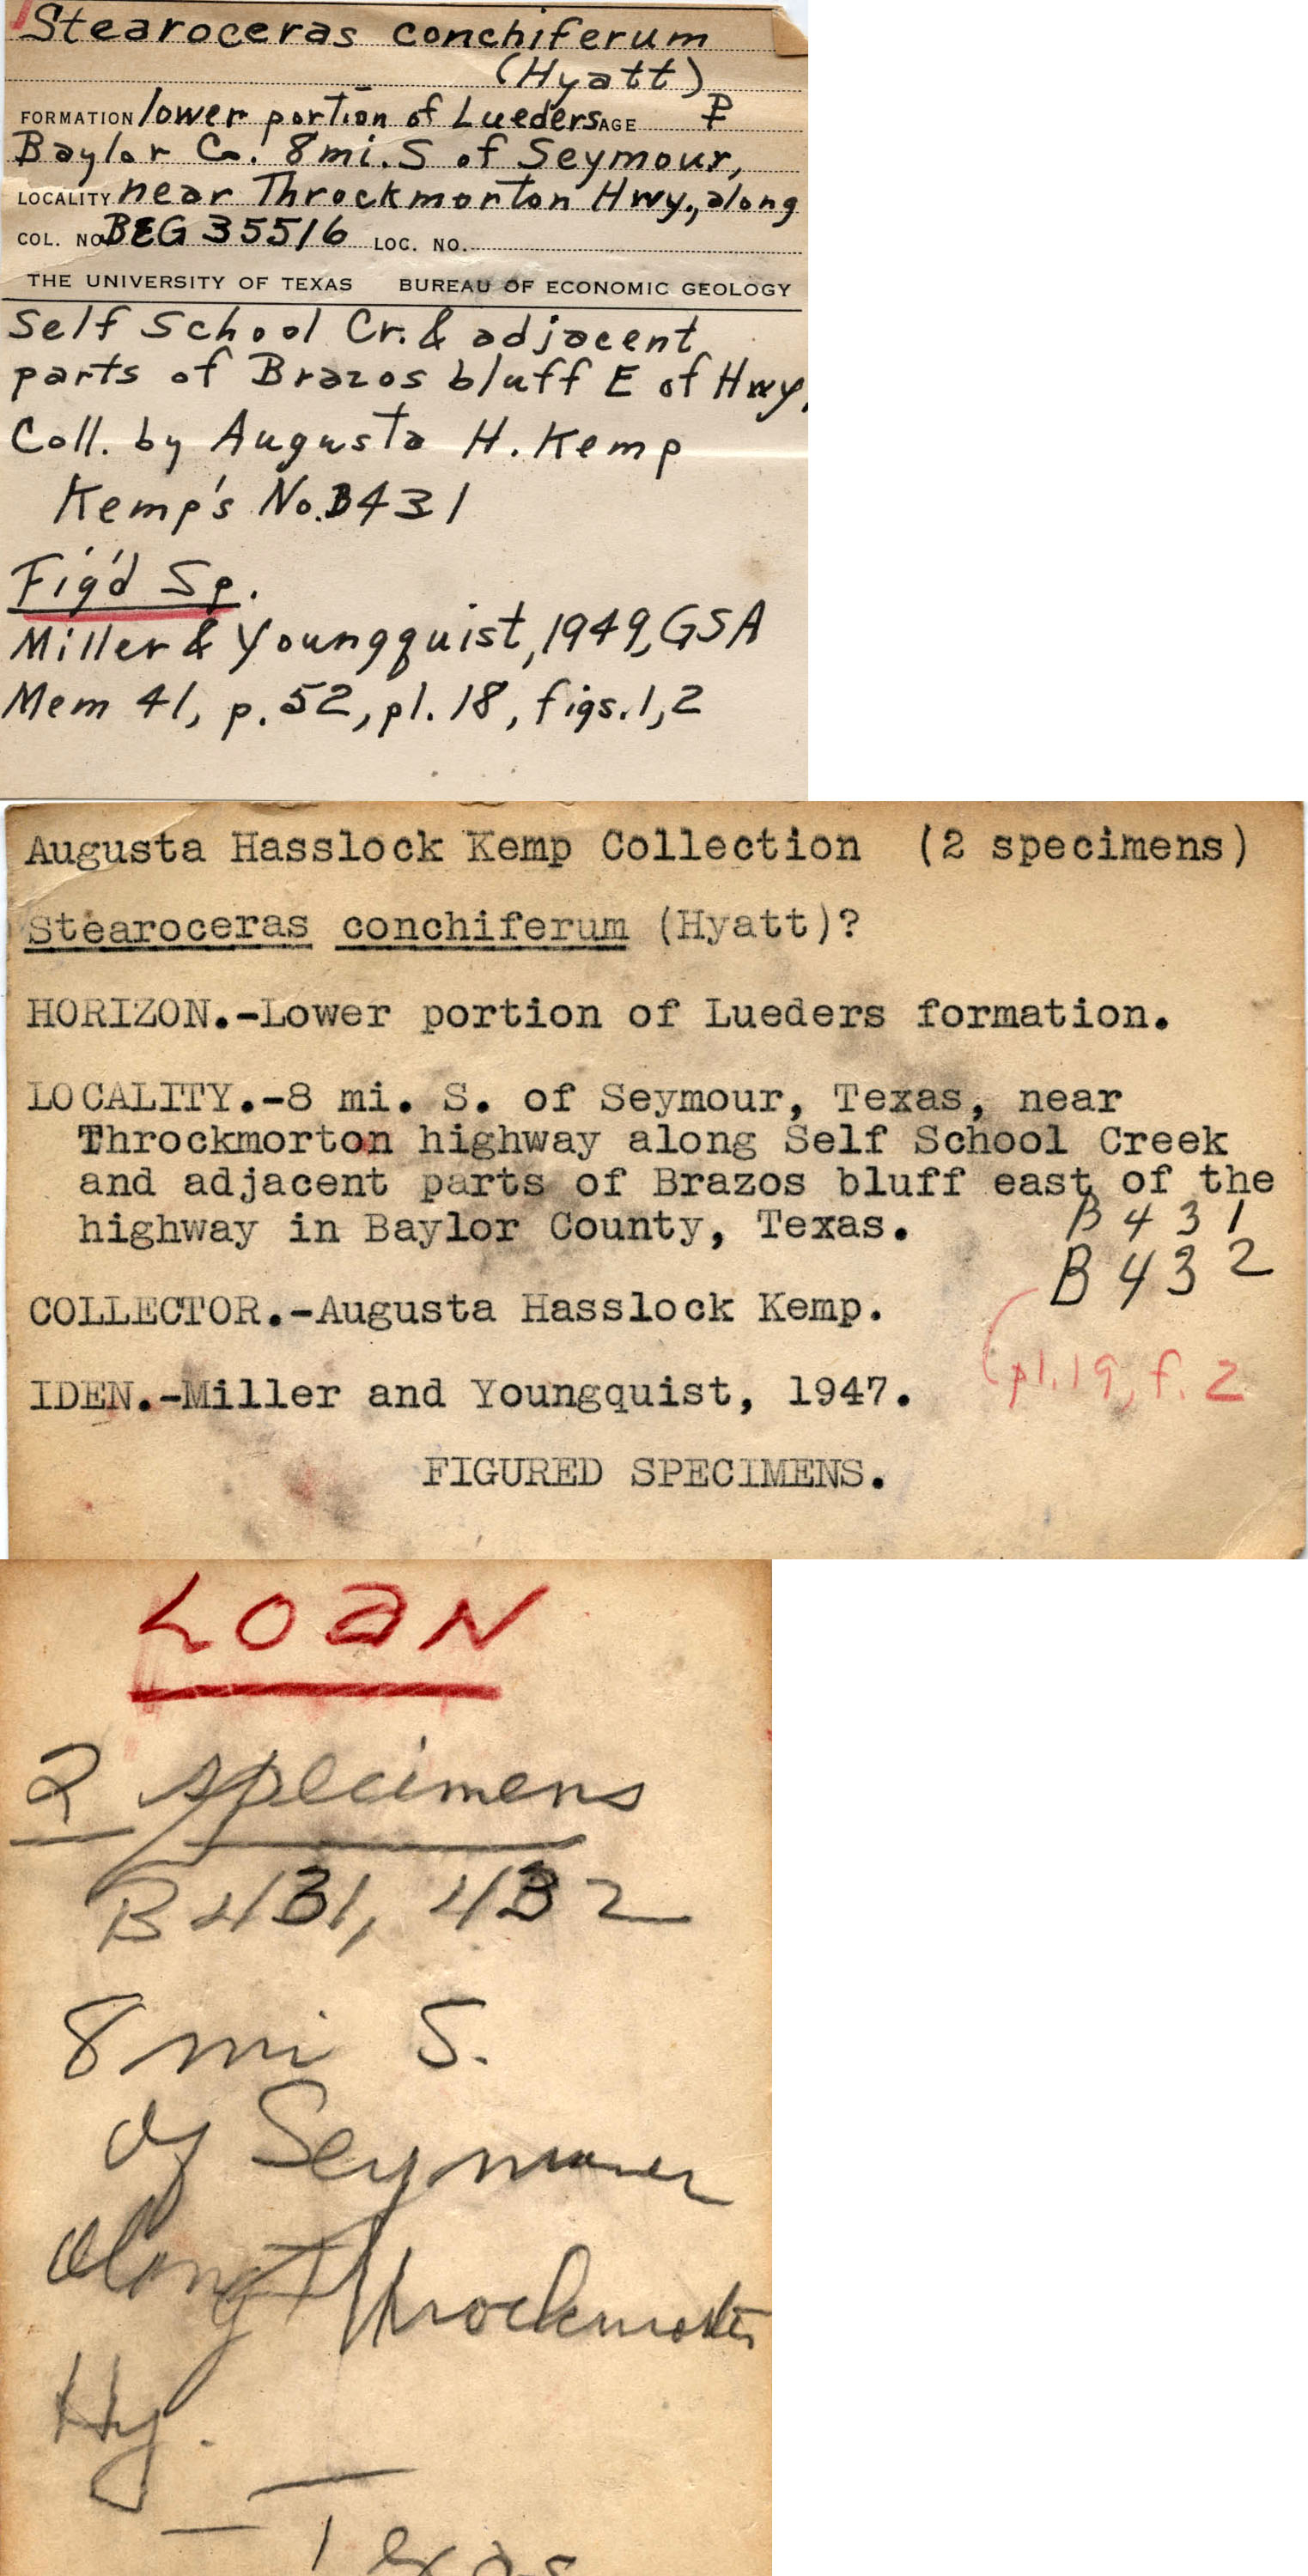 Stearoceras conchiferum
(Hyatt)
FORMATION lower portion of Lueders AGE P
Baylor Co. 8mi. S of Seymour,
LOCALITY near Throckmorton Hwy., along
COL. NO. BEG 35516 LOC. NO.
THE UNIVERSITY OF TEXAS BUREAU OF ECONOMIC GEOLOGY
Self School Cr. & adjacent
parts of Brazos bluff E of Hwy.
Coll. by Augusta H. Kemp
Kemp's No. B431
Fig'd Sp.
Miller & Youngquist, 1949, GSA
Mem 41, p. 52, pl. 18, figs. 1, 2
Augusta Hasslock Kemp Collection (2 specimens)
Stearoceras conchiferum (Hyatt)?
HORIZON.-Lower portion of Lueders formation.
LOCALITY.-8 mi. S. of Seymour, Texas, near
Throckmorton highway along Self School Creek
and adjacent parts of Brazos bluff east of the
highway in Baylor County, Texas.
B431
B432
COLLECTOR.-Augusta Hasslock Kemp.
(pl. 19, f. 2
IDEN.-Miller and Youngquist, 1947.
FIGURED SPECIMENS.
LOAN
2 specimens
B431, 432
8 mi S.
of Seymour
along Throckmorton
Hy.
Texas